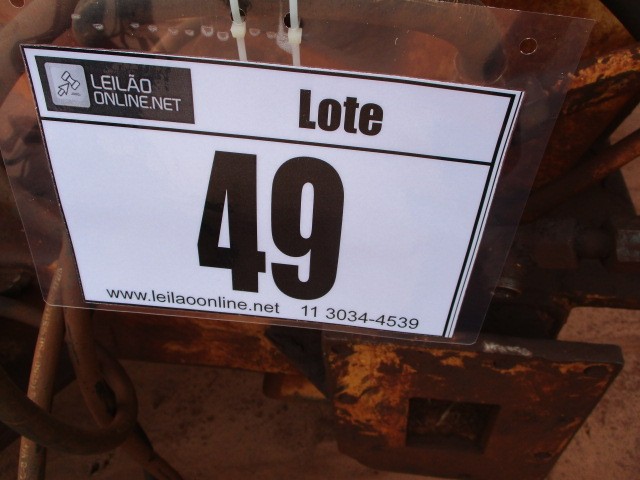 LEILÃO
ONLINE.NET
Lote
49
www.leilaoonline.net 11 3034-4539